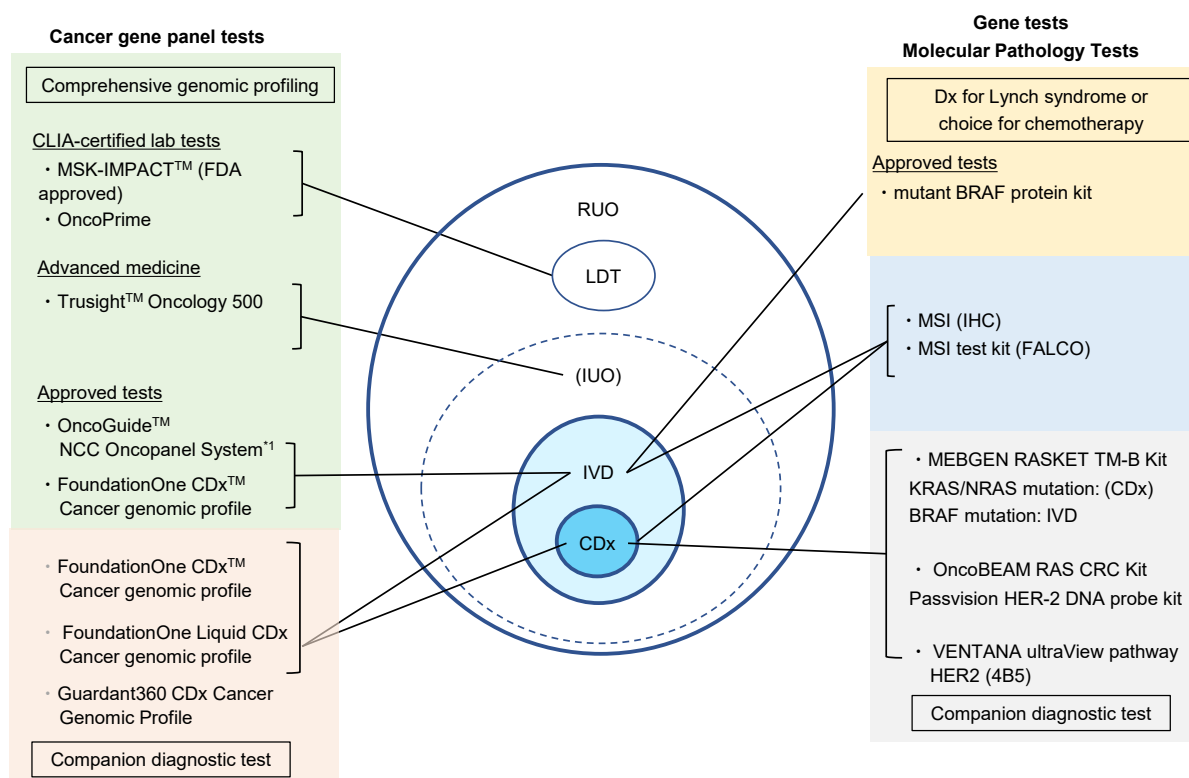 Cancer gene panel tests
Comprehensive genomic profiling
CLIA-certified lab tests
・MSK-IMPACT™ (FDA
approved)
・OncoPrime
Advanced medicine
・Trusight™ Oncology 500
Approved tests
・OncoGuide™
NCC Oncopanel System*1
・FoundationOne CDx™
Cancer genomic profile
・FoundationOne CDx™
Cancer genomic profile
・FoundationOne Liquid CDx
Cancer genomic profile
・Guardant360 CDx Cancer
Genomic Profile
Companion diagnostic test
RUO
LDT
(IUO)
IVD
CDx
Gene tests
Molecular Pathology Tests
Dx for Lynch syndrome or
choice for chemotherapy
Approved tests
・mutant BRAF protein kit
・MSI (IHC)
・MSI test kit (FALCO)
・MEBGEN RASKET TM-B Kit
KRAS/NRAS mutation: (CDx)
BRAF mutation: IVD
・OncoBEAM RAS CRC Kit
Passvision HER-2 DNA probe kit
・VENTANA ultraView pathway
HER2 (4B5)
Companion diagnostic test